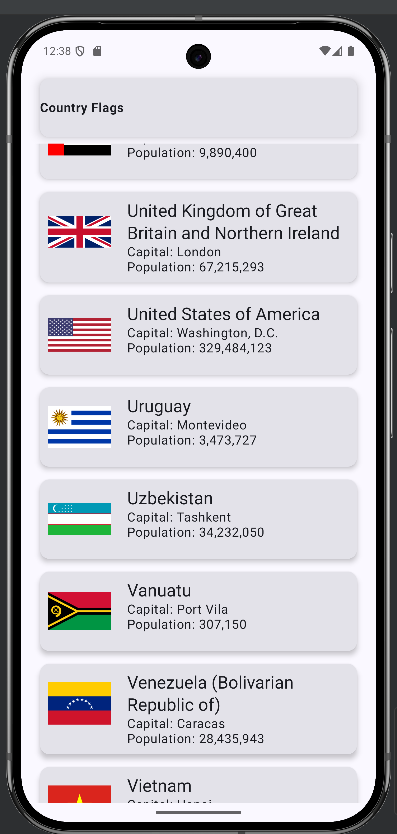 12:38
Country Flags
Population: 9,890,400
United Kingdom of Great
Britain and Northern Ireland
Capital: London
Population: 67,215,293
United States of America
Capital: Washington, D.C.
Population: 329,484,123
Uruguay
Capital: Montevideo
Population: 3,473,727
Uzbekistan
Capital: Tashkent
Population: 34,232,050
Vanuatu
Capital: Port Vila
Population: 307,150
Venezuela (Bolivarian
Republic of)
Capital: Caracas
Population: 28,435,943
Vietnam
Capital: Hanoi